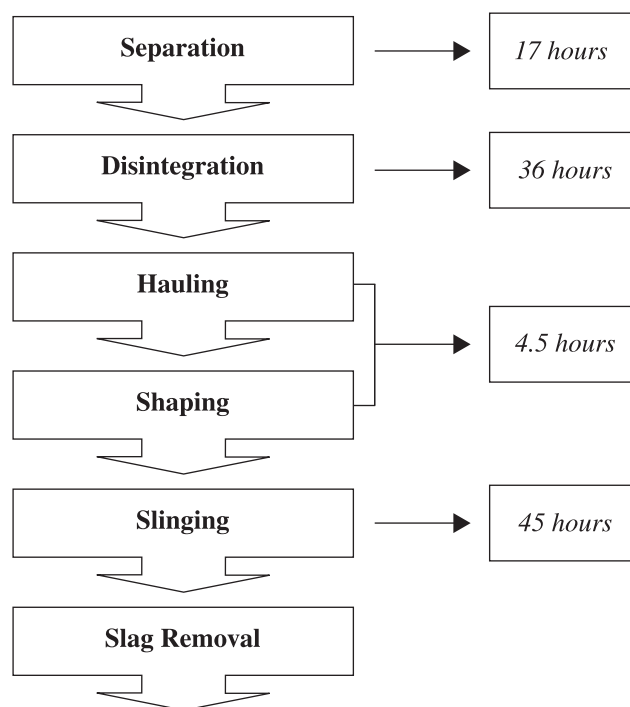 Separation
17 hours
Disintegration
36 hours
Hauling
4.5 hours
Shaping
Slinging
45 hours
Slag Removal